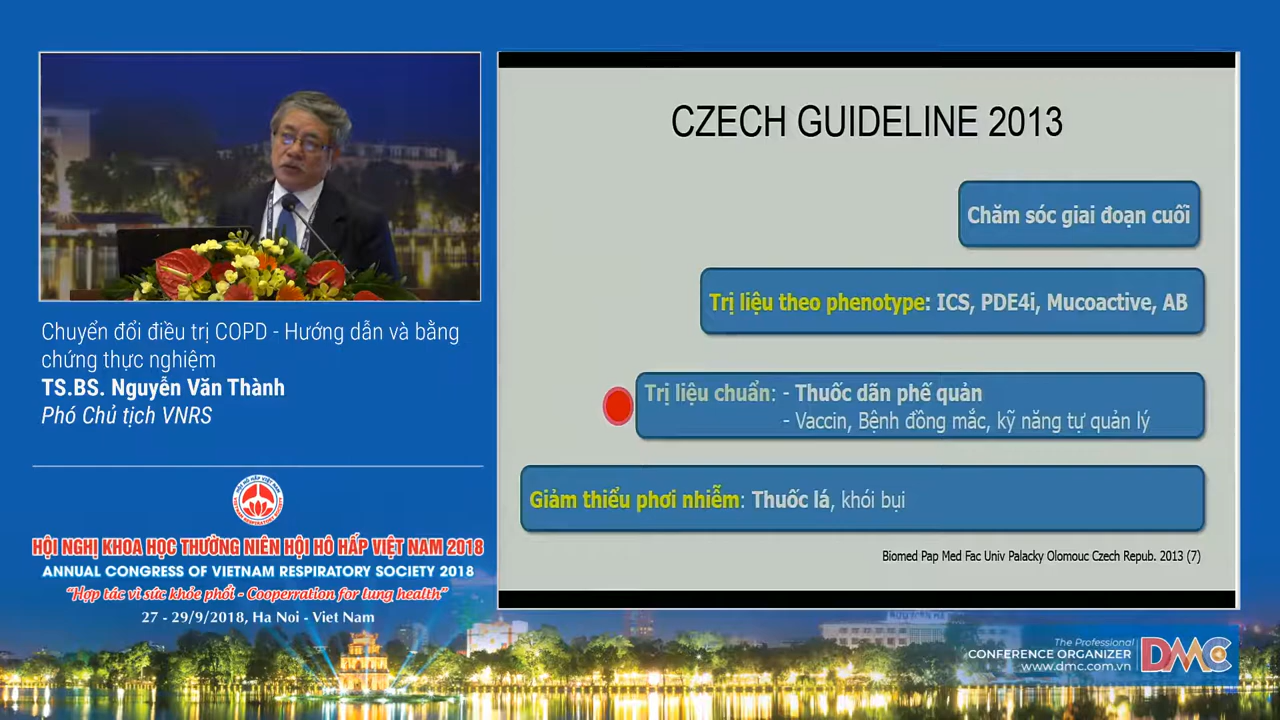 CZECH GUIDELINE 2013
Chăm sóc giai đoạn cuối
Trị liệu theo phenotype: ICS, PDE4i, Mucoactive, AB
Trị liệu chuẩn: - Thuốc dãn phế quản
- Vaccin, Bệnh đồng mắc, kỹ năng tự quản lý
Giảm thiểu phơi nhiễm: Thuốc lá, khói bụi
Biomed Pap Med Fac Univ Palacky Olomouc Czech Repub. 2013 (7)
Chuyển đổi điều trị COPD - Hướng dẫn và bằng
chứng thực nghiệm
TS.BS. Nguyễn Văn Thành
Phó Chủ tịch VNRS
HỘI NGHỊ KHOA HỌC THƯỜNG NIÊN HỘI HÔ HẤP VIỆT NAM 2018
ANNUAL CONGRESS OF VIETNAM RESPIRATORY SOCIETY 2018
"Hợp tác vì sức khỏe phổi - Cooperration for lung health"
27 - 29/9/2018, Ha Noi - Viet Nam
The Professional
CONFERENCE ORGANIZER
www.dmc.com.vn
DMC